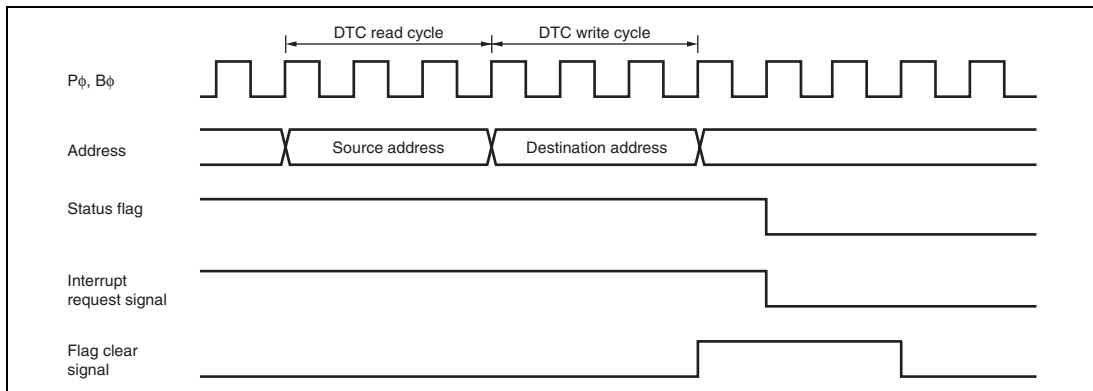 DTC read cycle DTC write cycle
Pϕ, Bϕ
Address Source address Destination address
Status flag
Interrupt
request signal
Flag clear
signal